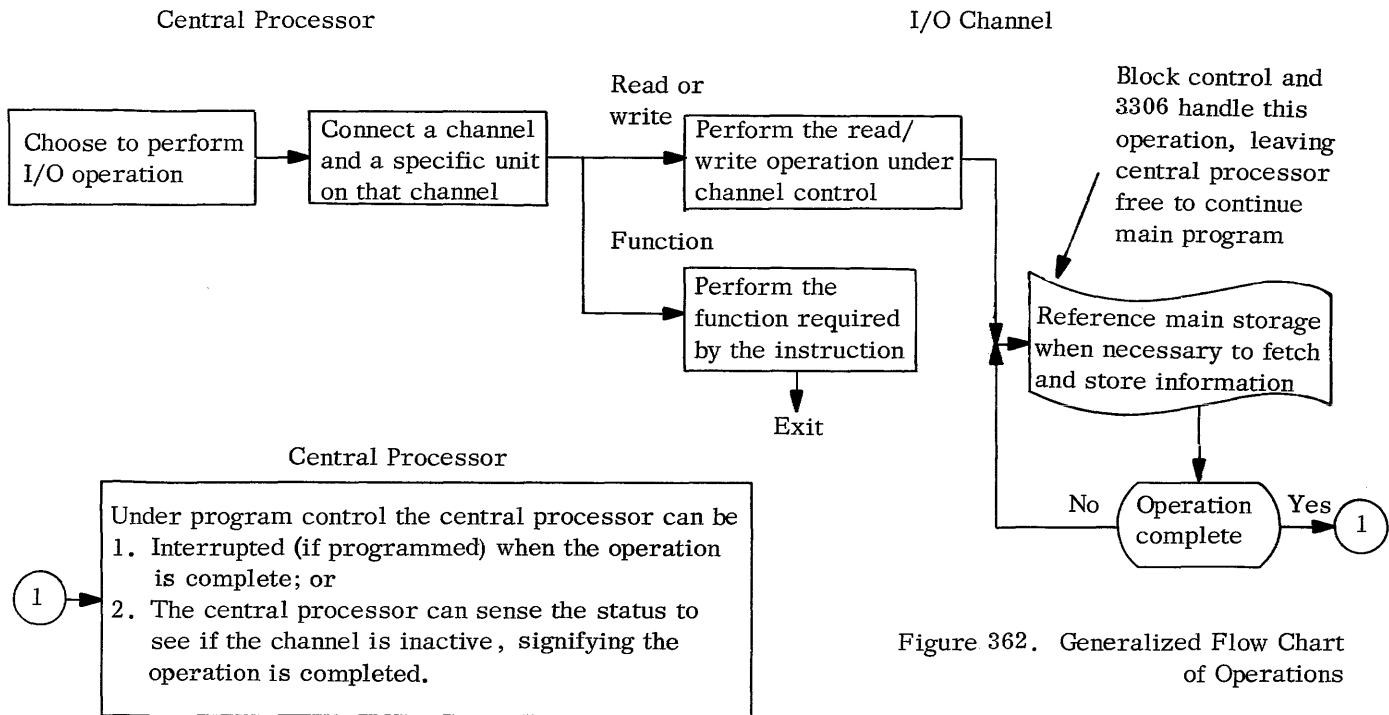 Central Processor
I/O Channel
Choose to perform
I/O operation
Connect a channel
and a specific unit
on that channel
Read or
write
Perform the read/
write operation under
channel control
Block control and
3306 handle this
operation, leaving
central processor
free to continue
main program
Function
Perform the
function required
by the instruction
Exit
Reference main storage
when necessary to fetch
and store information
No
Operation
complete
Yes
1
Central Processor
1
Under program control the central processor can be
1. Interrupted (if programmed) when the operation
is complete; or
2. The central processor can sense the status to
see if the channel is inactive, signifying the
operation is completed.
Figure 362. Generalized Flow Chart
of Operations